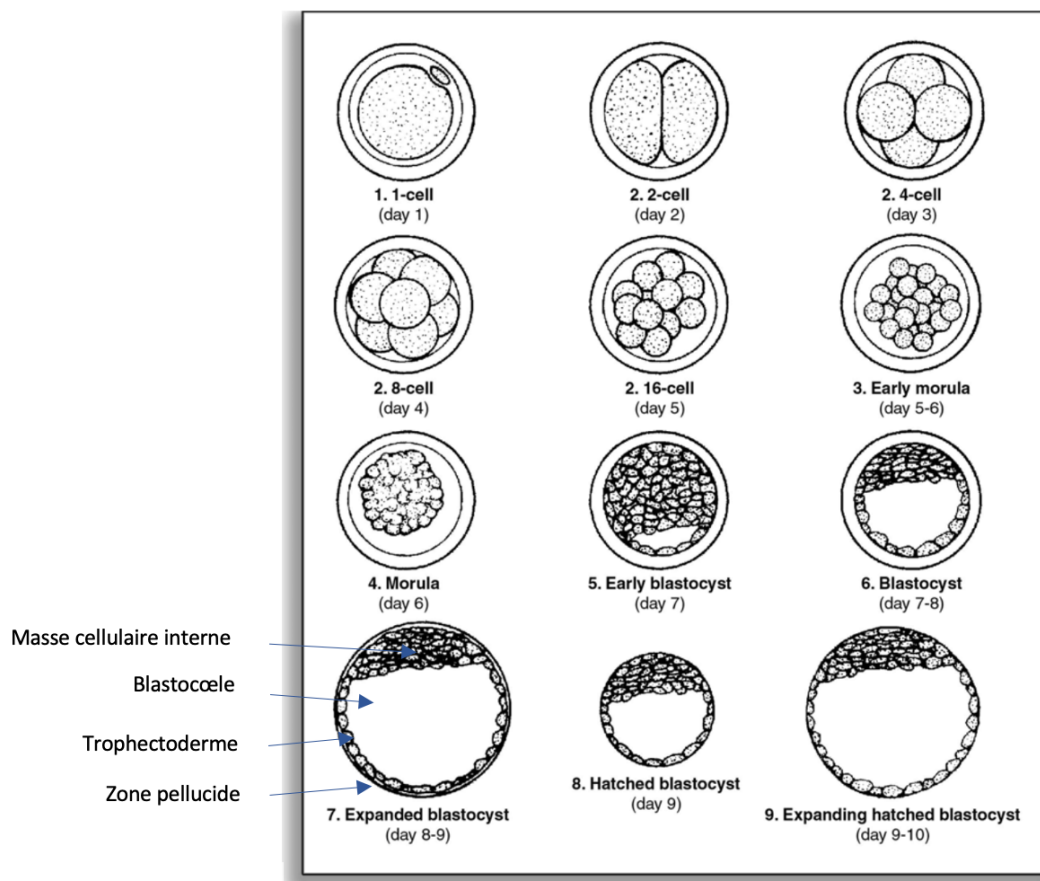 1. 1-cell
(day 1)
2. 2-cell
(day 2)
2. 4-cell
(day 3)
2. 8-cell
(day 4)
2. 16-cell
(day 5)
3. Early morula
(day 5-6)
4. Morula
(day 6)
5. Early blastocyst
(day 7)
6. Blastocyst
(day 7-8)
Masse cellulaire interne
Blastocœle
Trophectoderme
Zone pellucide
7. Expanded blastocyst
(day 8-9)
8. Hatched blastocyst
(day 9)
9. Expanding hatched blastocyst
(day 9-10)